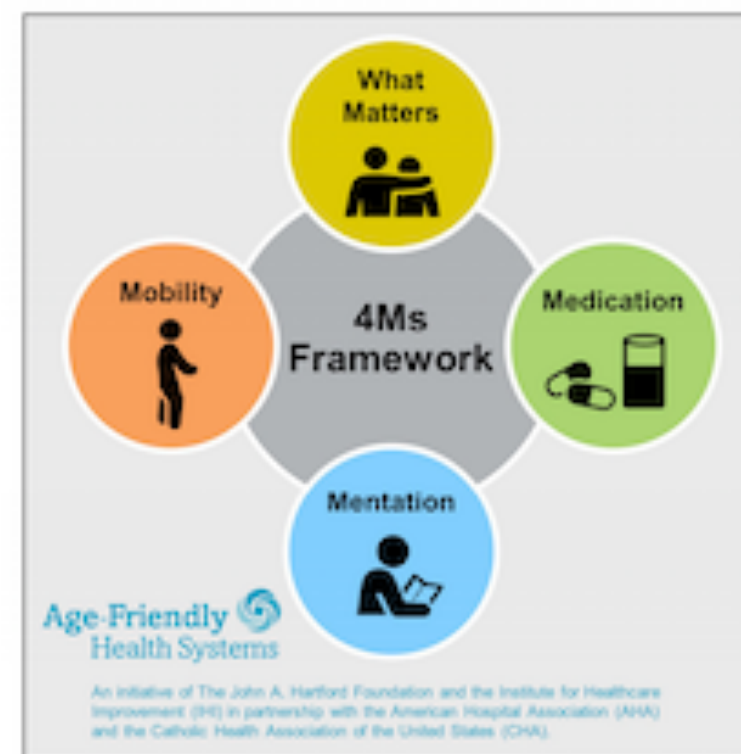 What
Matters
Mobility
4Ms
Framework
Medication
Mentation
Age-Friendly
Health Systems
An initiative of The John A. Hartford Foundation and the Institute for Healthcare
Improvement (IHI) in partnership with the American Hospital Association (AHA)
and the Catholic Health Association of the United States (CHA).